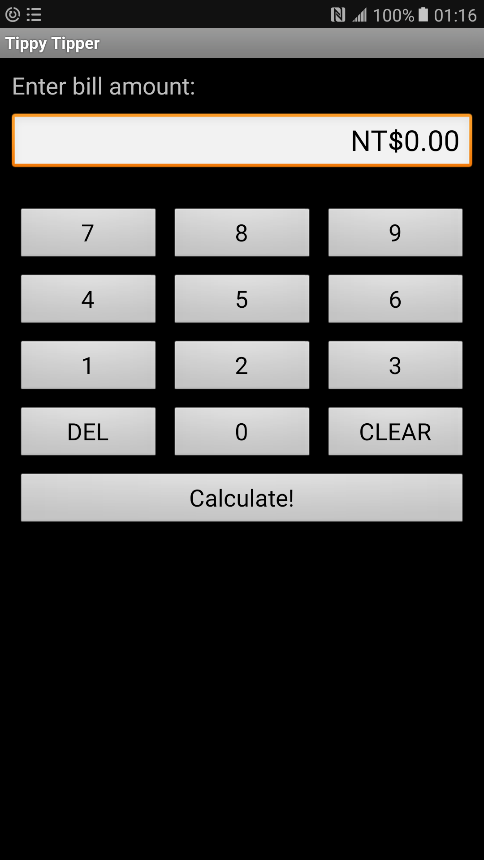 100% 01:16
Tippy Tipper
Enter bill amount:
NT$0.00
7 8 9
4 5 6
1 2 3
DEL 0 CLEAR
Calculate!